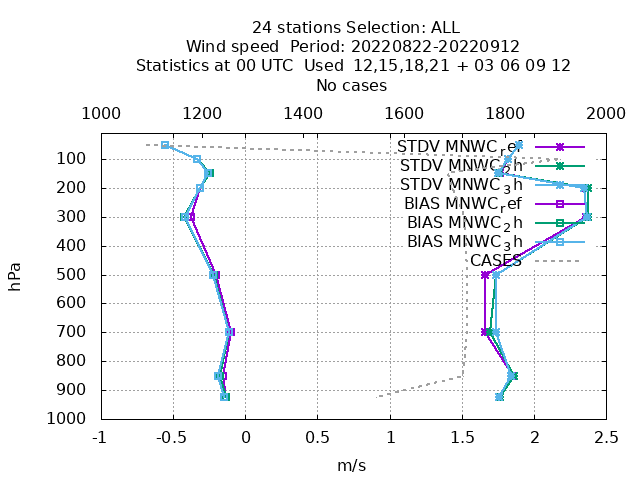 24 stations Selection: ALL
Wind speed  Period: 20220822-20220912
Statistics at 00 UTC  Used  12,15,18,21 + 03 06 09 12
No cases
1000 1200 1400 1600 1800 2000
STDV MNWC_ref
STDV MNWC_2h
STDV MNWC_3h
BIAS MNWC_ref
BIAS MNWC_2h
BIAS MNWC_3h
CASES
hPa
100
200
300
400
500
600
700
800
900
1000
-1 -0.5 0 0.5 1 1.5 2 2.5
m/s